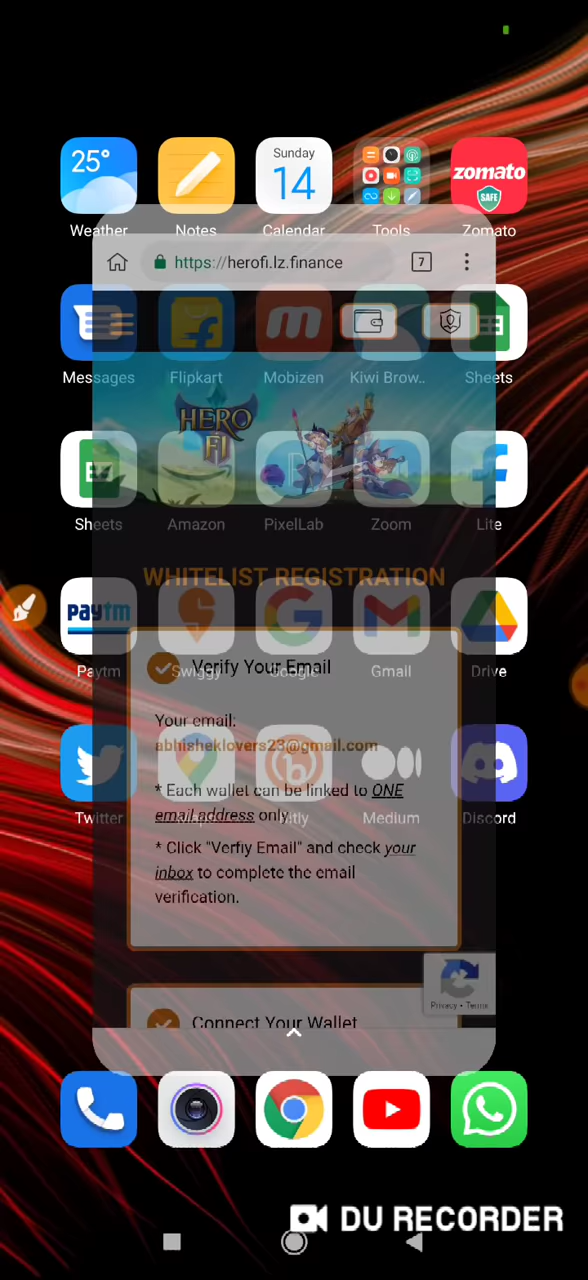 25°
Sunday
14
zomato
SAFE
Weather
Notes
Calendar
Tools
Zomato
https://herofi.lz.finance
7
Messages
Flipkart
Mobizen
Kiwi Brow..
Sheets
HERO
FI
Sheets
Amazon
PixelLab
Zoom
Lite
WHITELIST REGISTRATION
paytm
Paytm
Swiggy
Google
Gmail
Drive
Verify Your Email
Your email:
abhisheklovers23@gmail.com
* Each wallet can be linked to ONE
email address only.
Twitter
Maps
Bitly
Medium
Discord
* Click "Verfiy Email" and check your
inbox to complete the email
verification.
Privacy • Terms
Connect Your Wallet
DU RECORDER